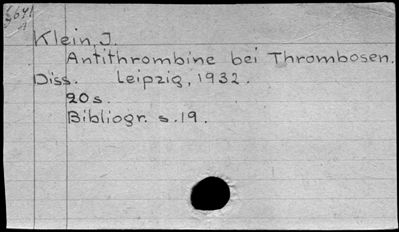 Klein, J.
Antithrombine bei Thrombosen.
Diss. Leipzig, 1932.
20 s.
Bibliogr. s. 19.